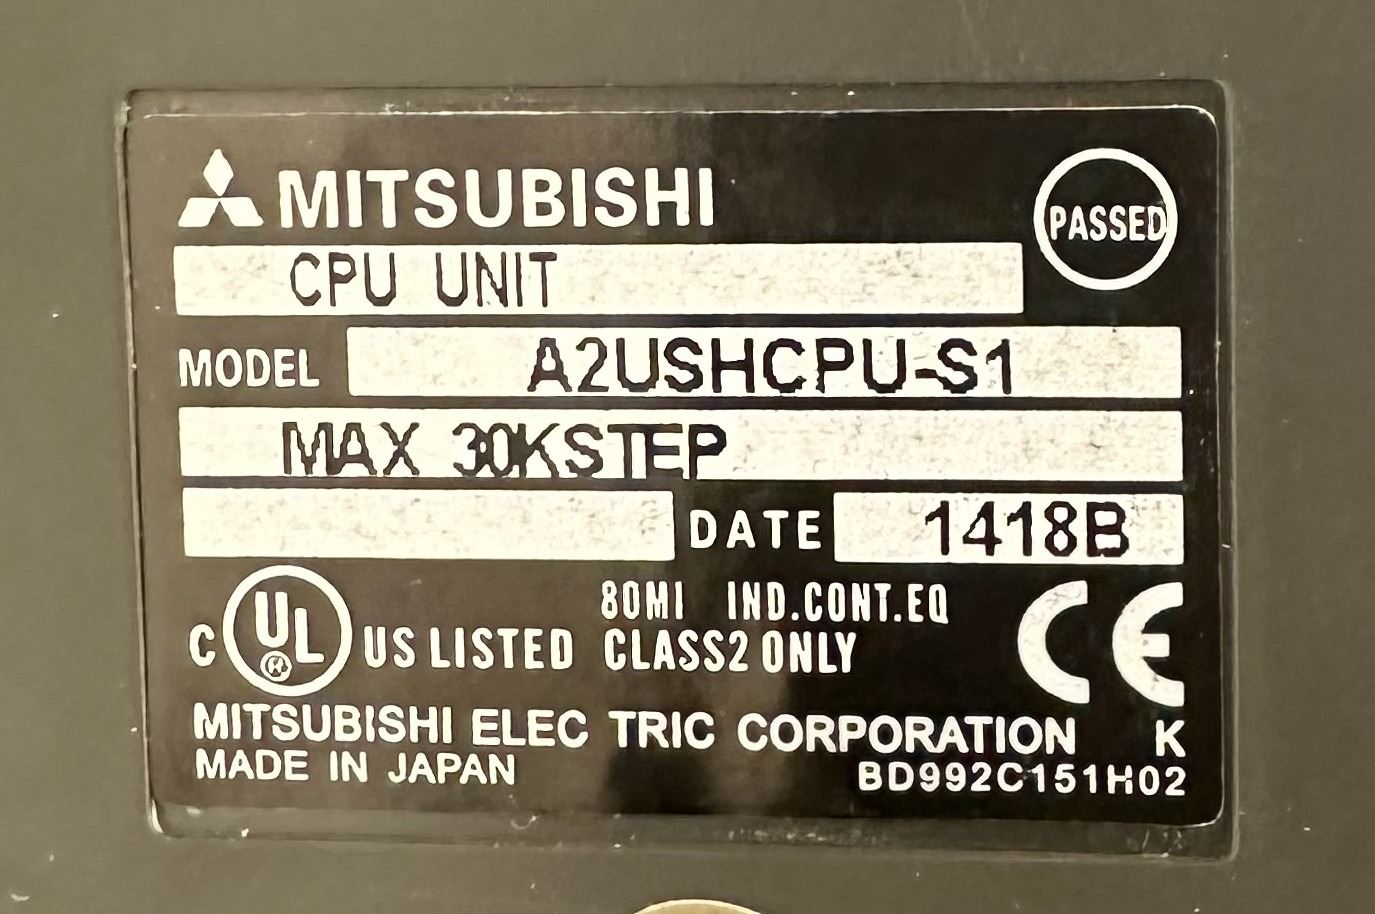 MITSUBISHI
PASSED
CPU UNIT
MODEL A2USHCPU-S1
MAX 30KSTEP
DATE 1418B
C UL ® US LISTED
80MI IND.CONT.EQ
CLASS2 ONLY
CE
MITSUBISHI ELEC TRIC CORPORATION K
MADE IN JAPAN BD992C151H02